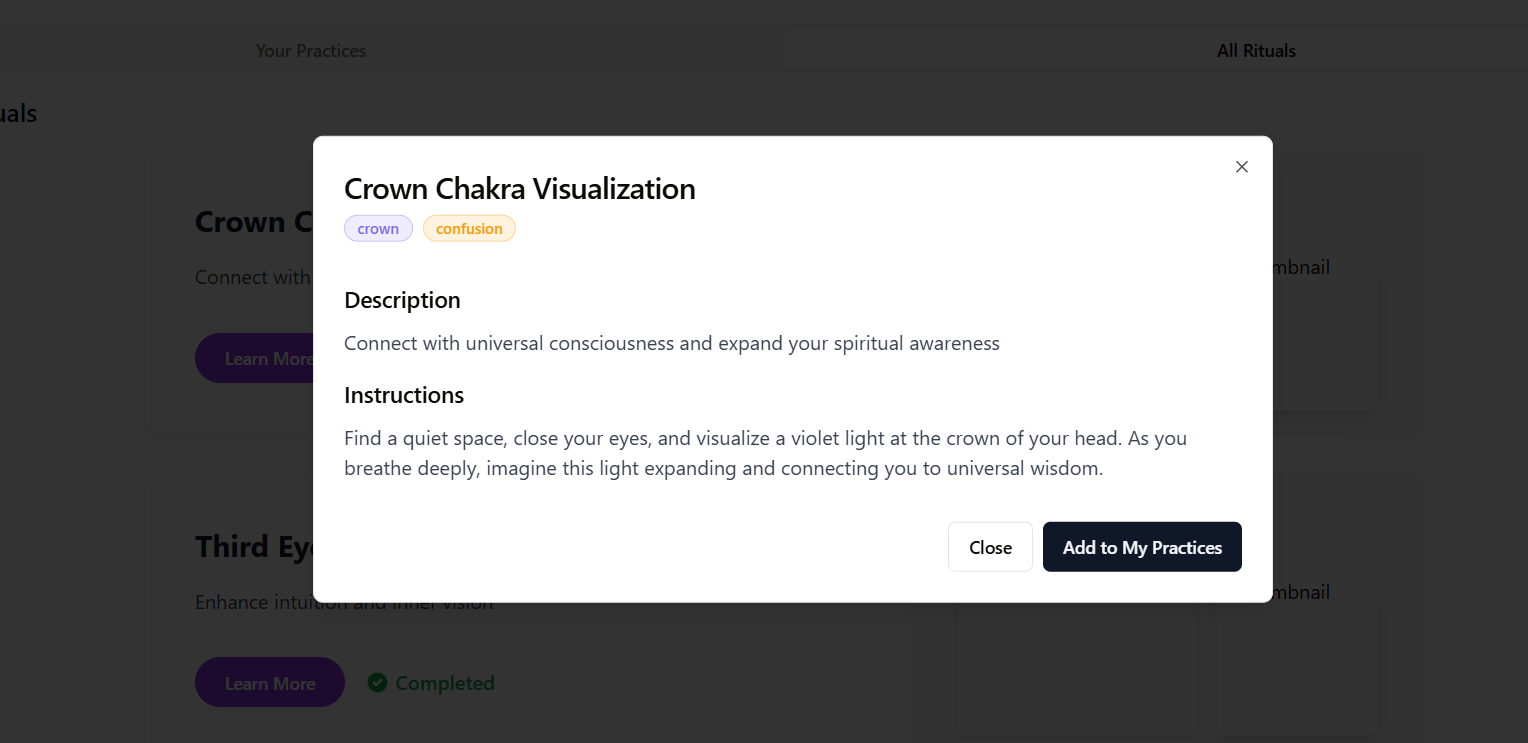 Your Practices
All Rituals
uals
Crown Chakra Visualization
crown
confusion
Crown C
Connect with
mbnail
Learn More
Description
Connect with universal consciousness and expand your spiritual awareness
Instructions
Find a quiet space, close your eyes, and visualize a violet light at the crown of your head. As you
breathe deeply, imagine this light expanding and connecting you to universal wisdom.
Close
Add to My Practices
Third Eye
Enhance intuition and inner vision
mbnail
Learn More
Completed